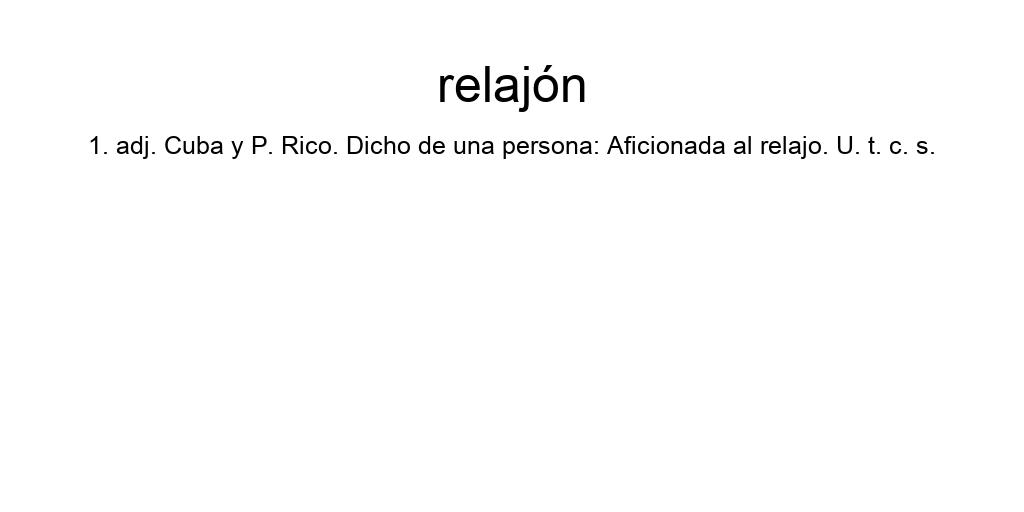 relajón
1. adj. Cuba y P. Rico. Dicho de una persona: Aficionada al relajo. U. t. c. s.